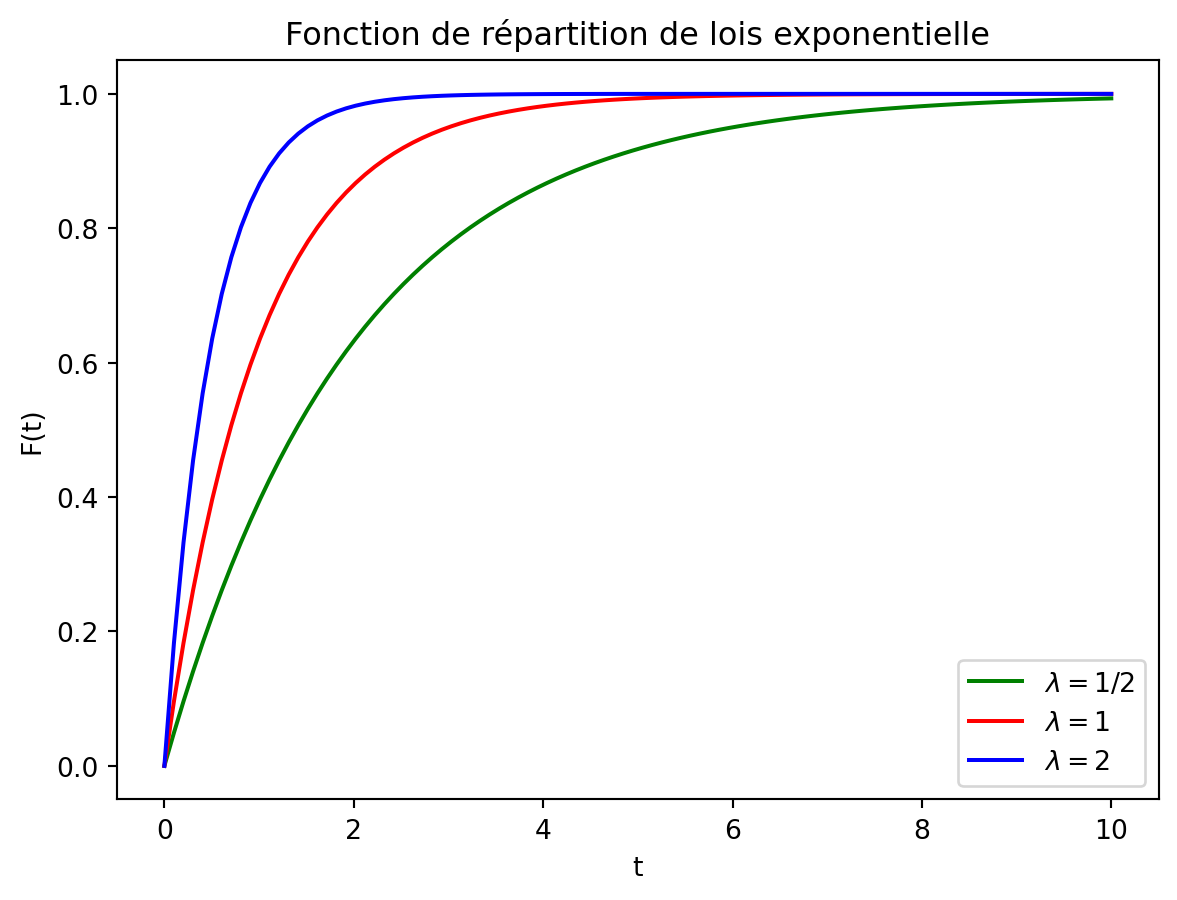 Fonction de répartition de lois exponentielle
F(t)
1.0
0.8
0.6
0.4
0.2
0.0
0 2 4 6 8 10
t
λ = 1/2
λ = 1
λ = 2